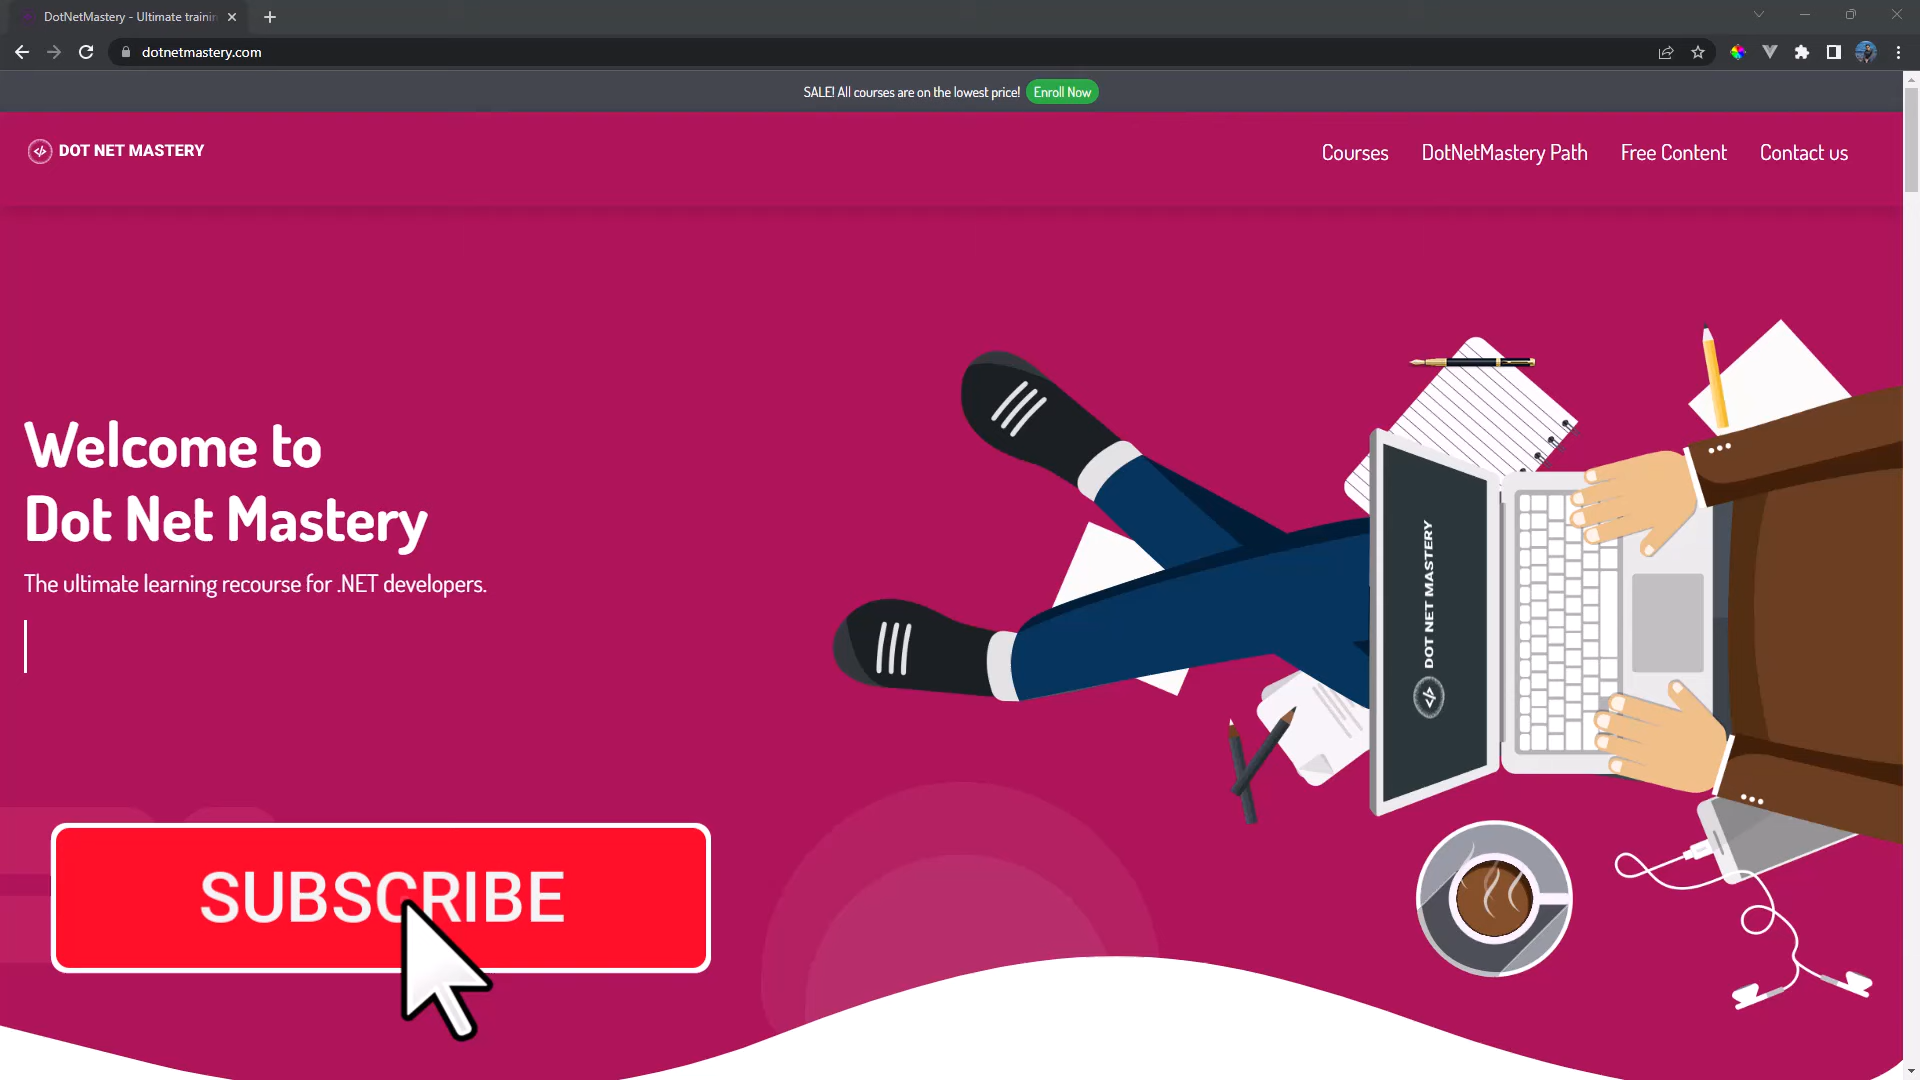 DotNetMastery - Ultimate trainin
dotnetmastery.com
SALE! All courses are on the lowest price! Enroll Now
DOT NET MASTERY
Courses DotNetMastery Path Free Content Contact us
Welcome to
Dot Net Mastery
The ultimate learning recourse for .NET developers.
DOT NET MASTERY
SUBSCRIBE